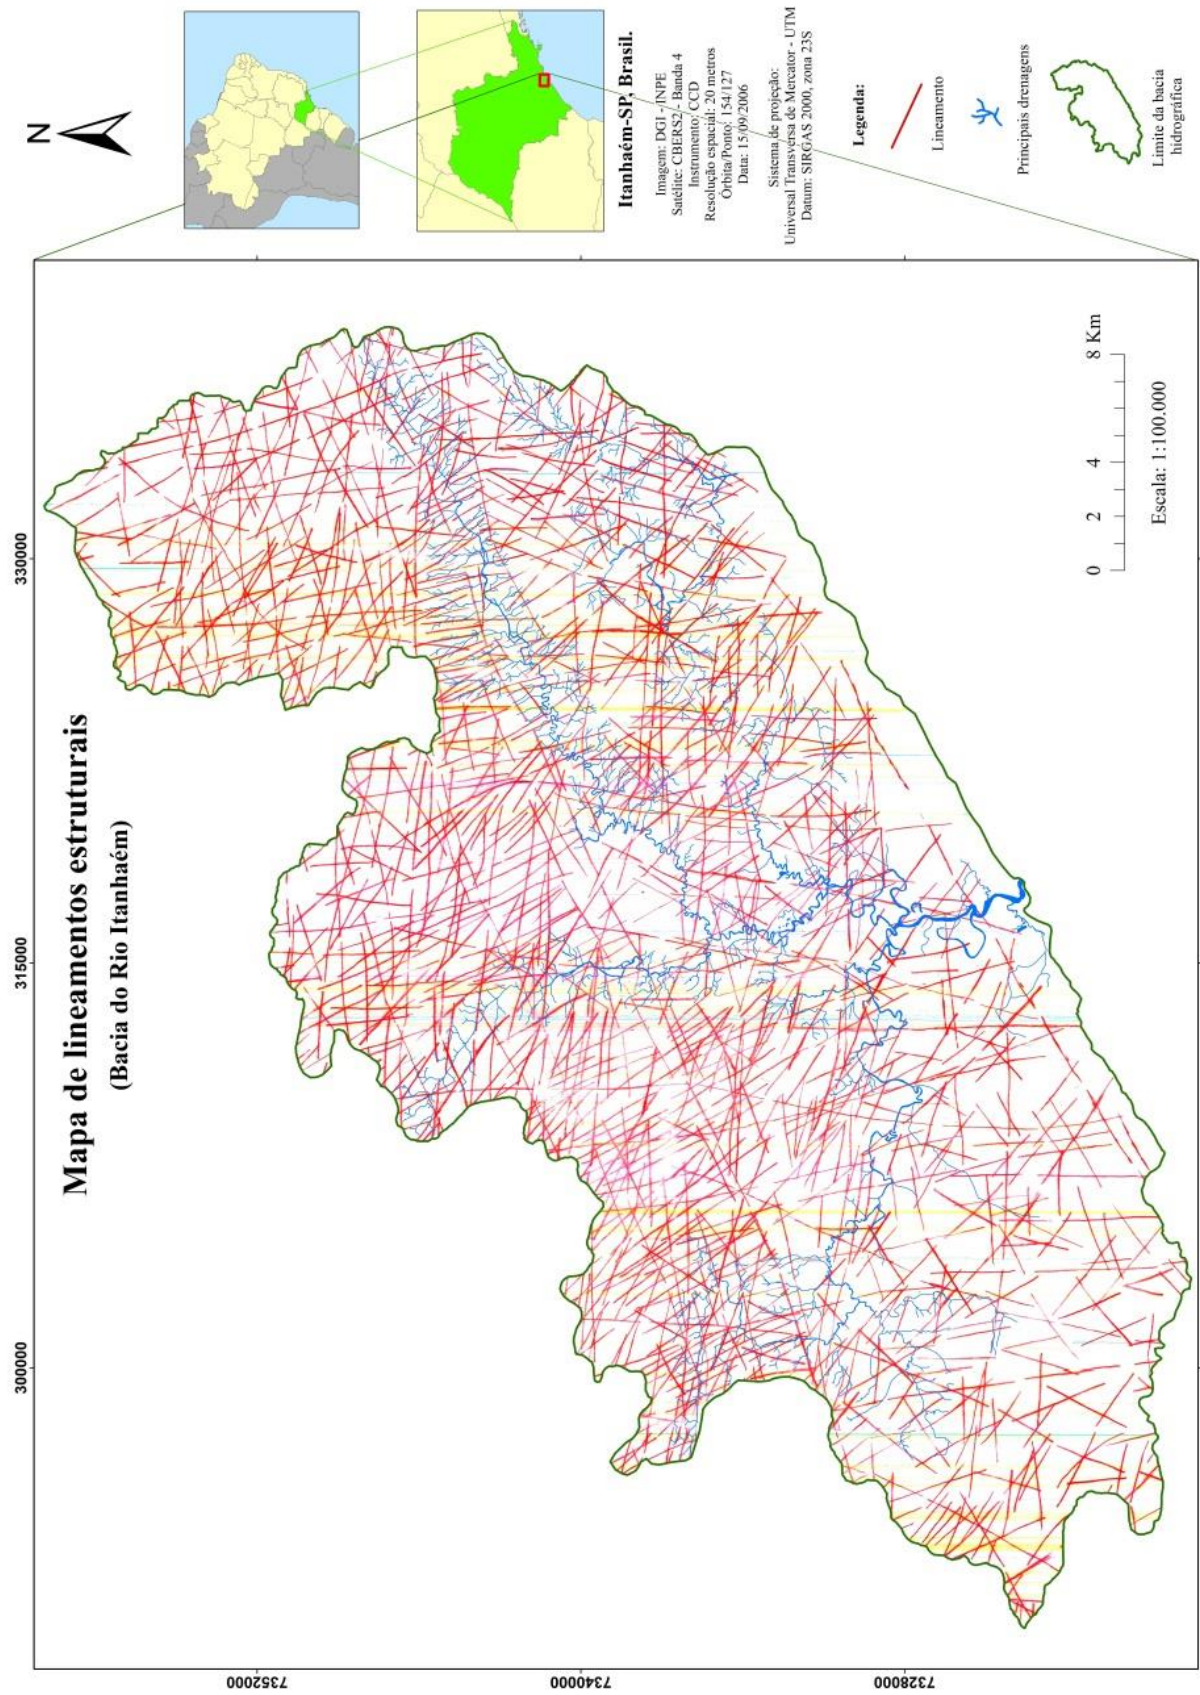 Mapa de lineamentos estruturais
(Bacia do Rio Itanhaém)
300000
315000
330000
7352000
7340000
7328000
0 2 4 8 Km
Escala: 1:100.000
N
Itanhaém-SP, Brasil.
Imagem: DGI - INPE
Satélite: CBERS2 - Banda 4
Instrumento: CCD
Resolução espacial: 20 metros
Órbita/Ponto: 154/127
Data: 15/09/2006
Sistema de projeção:
Universal Transversa de Mercator - UTM
Datum: SIRGAS 2000, zona 23S
Legenda:
Lineamento
Principais drenagens
Limite da bacia
hidrográfica